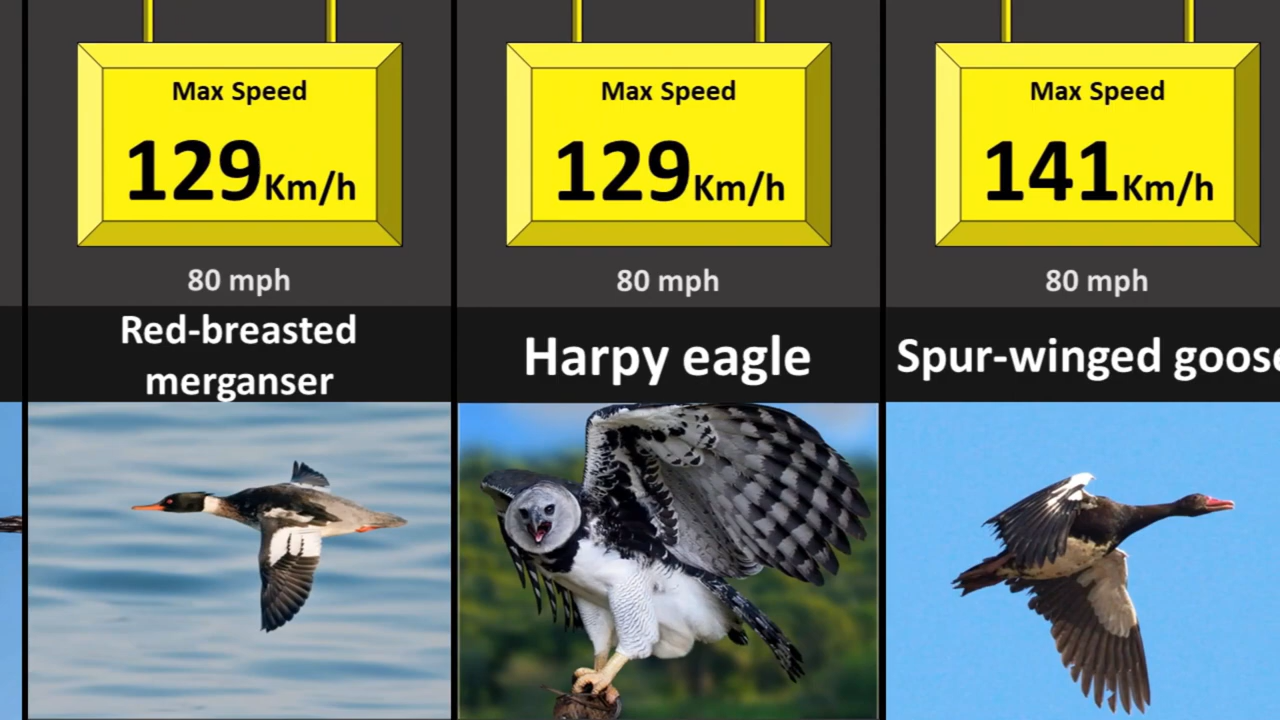 Max Speed
129Km/h
80 mph
Red-breasted
merganser
Max Speed
129Km/h
80 mph
Harpy eagle
Max Speed
141Km/h
80 mph
Spur-winged goose